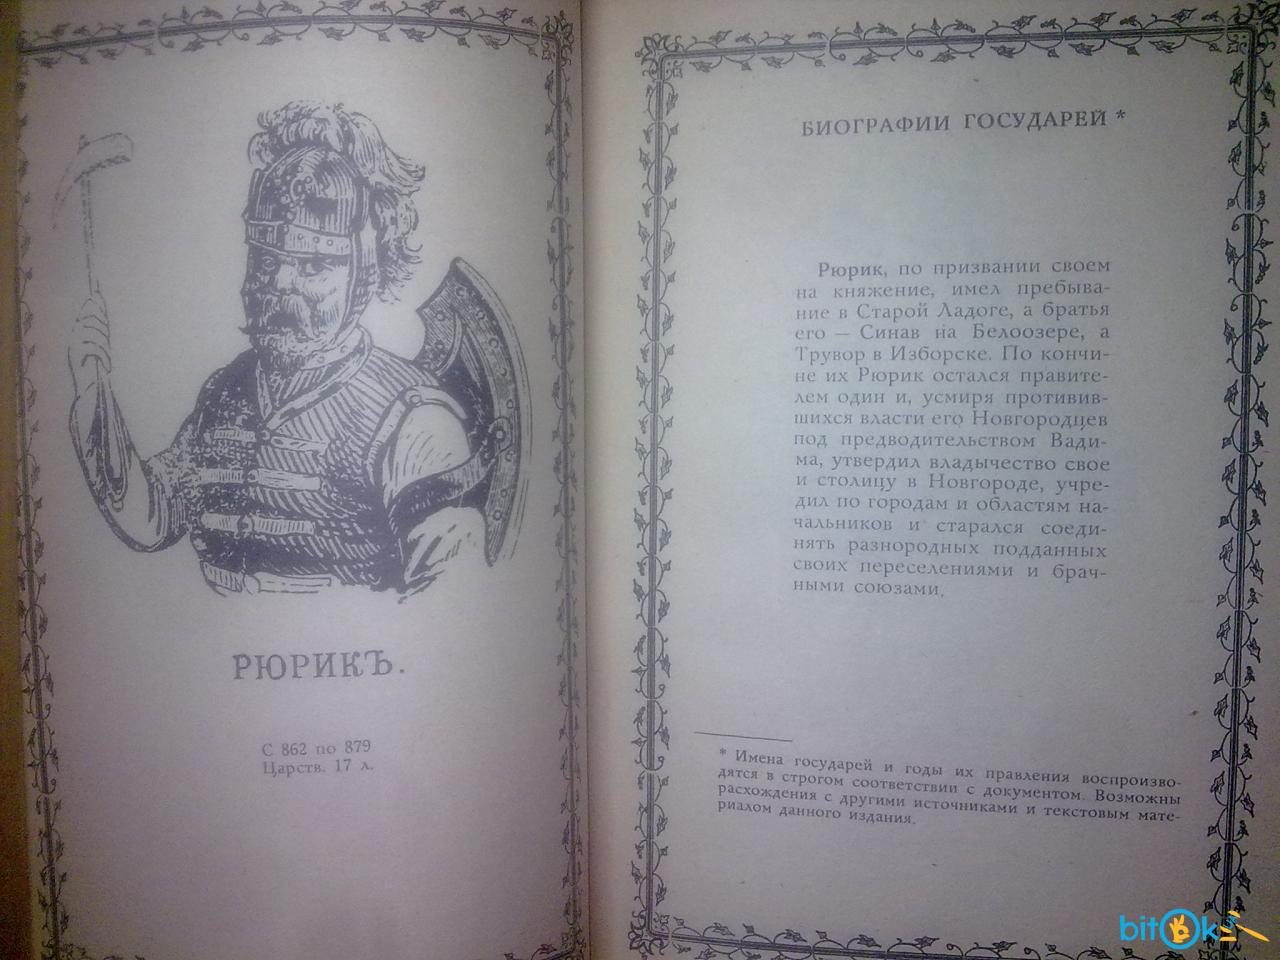 РЮРИКЪ.
С 862 по 879
Царств. 17 л.
БИОГРАФИИ ГОСУДАРЕЙ *
Рюрик, по призвании своем
на княжение, имел пребыва-
ние в Старой Ладоге, а братья
его — Синав на Белоозере, а
Трувор в Изборске. По кончи-
не их Рюрик остался правите-
лем один и, усмиря противив-
шихся власти его Новгородцев
под предводительством Вади-
ма, утвердил владычество свое
и столицу в Новгороде, учре-
дил по городам и областям на-
чальников и старался соеди-
нять разнородных подданных
своих переселениями и брач-
ными союзами.
* Имена государей и годы их правления воспроизво-
дятся в строгом соответствии с документом. Возможны
расхождения с другими источниками и текстовым мате-
риалом данного издания.
bitOk